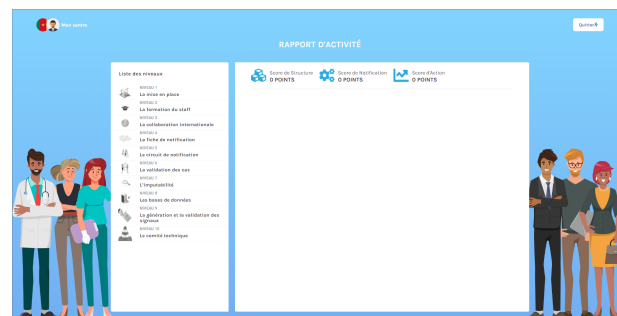 Mon centre
Quitter
RAPPORT D'ACTIVITÉ
Liste des niveaux
NIVEAU 1
La mise en place
NIVEAU 2
La formation du staff
NIVEAU 3
La collaboration internationale
NIVEAU 4
La fiche de notification
NIVEAU 5
Le circuit de notification
NIVEAU 6
La validation des cas
NIVEAU 7
L'imputabilité
NIVEAU 8
Les bases de données
NIVEAU 9
La génération et la validation des
signaux
NIVEAU 10
Le comité technique
Score de Structure
0 POINTS
Score de Notification
0 POINTS
Score d'Action
0 POINTS